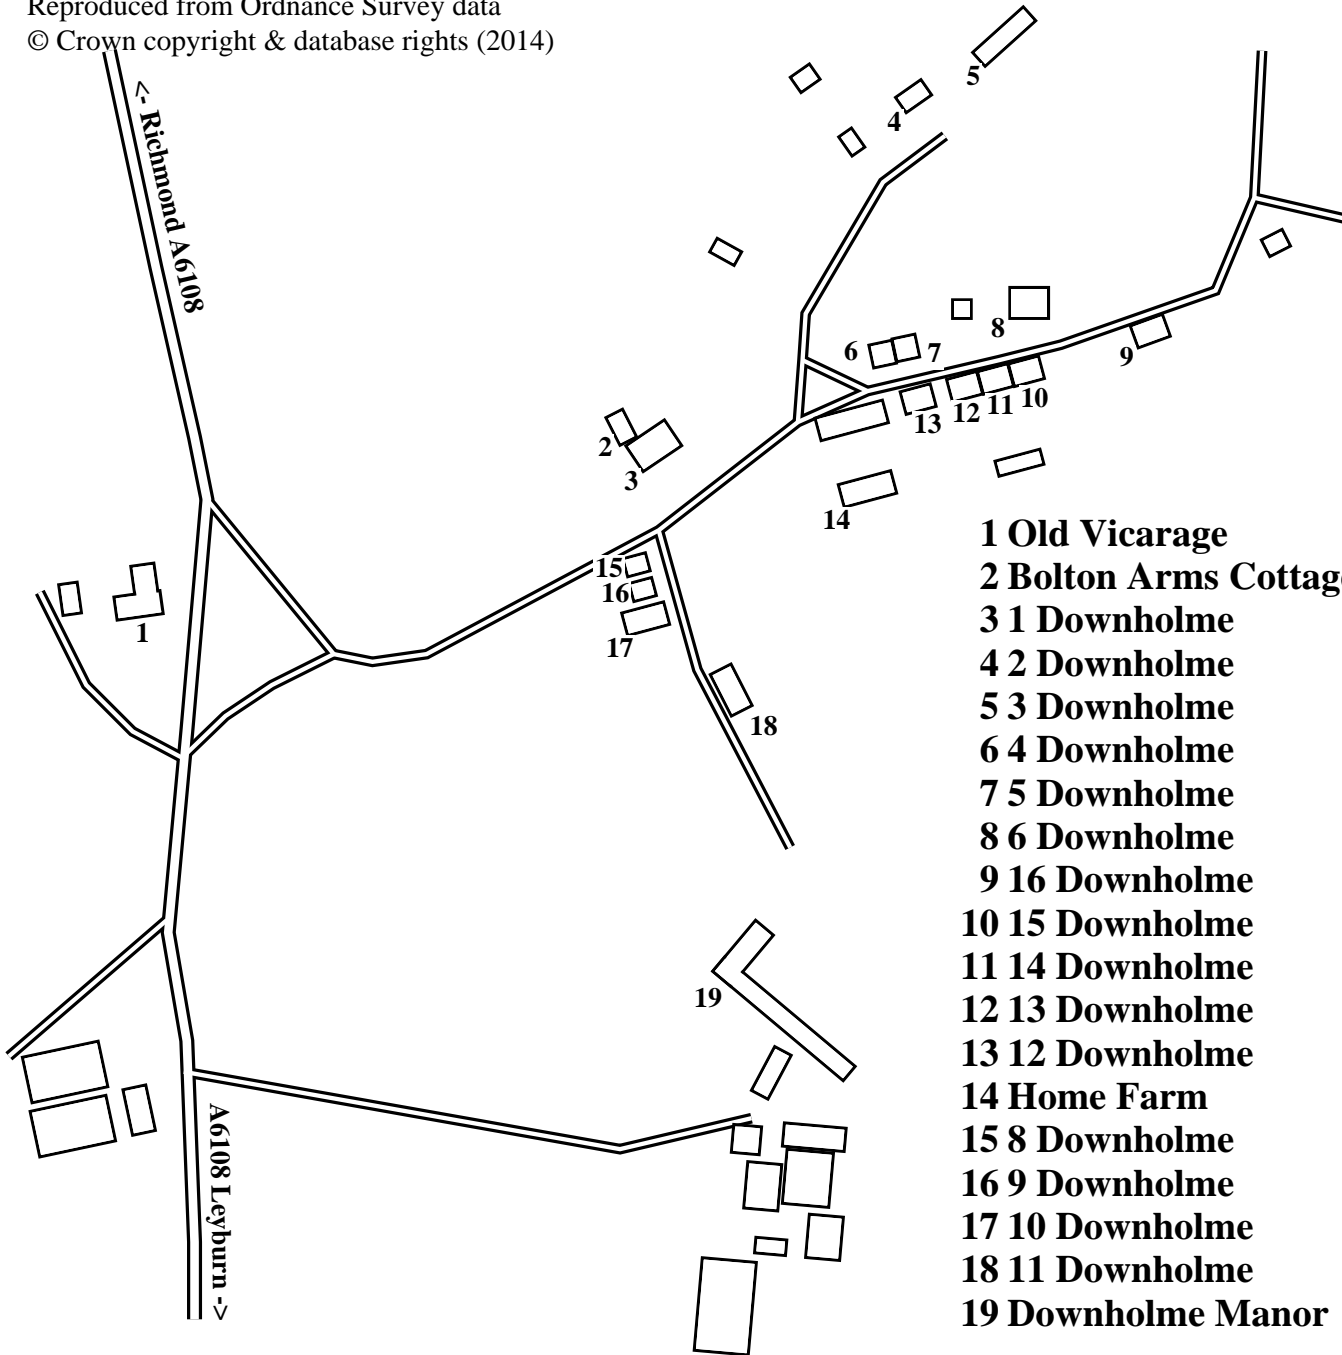 Reproduced from Ordnance Survey data
© Crown copyright & database rights (2014)
<- Richmond A6108
5
4
8
6
7
9
10
11
12
13
2
3
14
15
16
17
1
18
19
A6108 Leyburn ->
1 Old Vicarage
2 Bolton Arms Cottage
3 1 Downholme
4 2 Downholme
5 3 Downholme
6 4 Downholme
7 5 Downholme
8 6 Downholme
9 16 Downholme
10 15 Downholme
11 14 Downholme
12 13 Downholme
13 12 Downholme
14 Home Farm
15 8 Downholme
16 9 Downholme
17 10 Downholme
18 11 Downholme
19 Downholme Manor